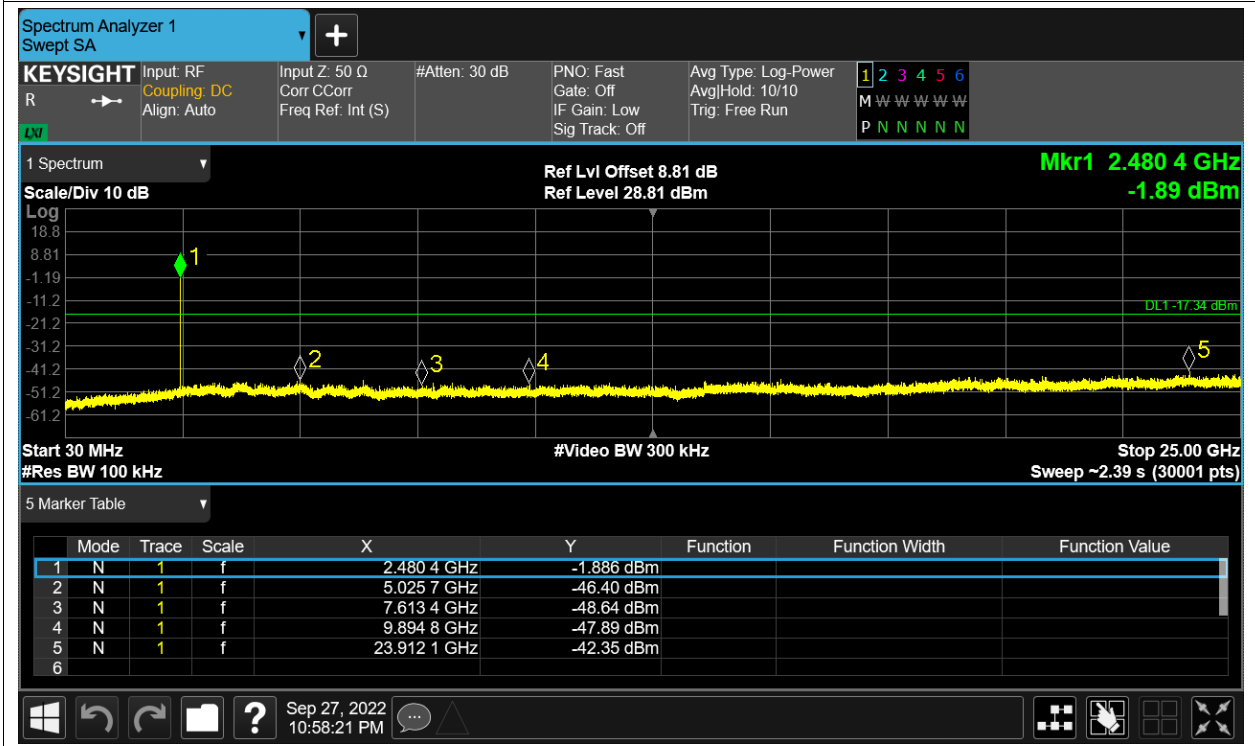 Spectrum Analyzer 1
Swept SA
+
KEYSIGHT Input: RF Input Z: 50 Ω #Atten: 30 dB PNO: Fast Avg Type: Log-Power 1 2 3 4 5 6
R Coupling: DC Corr CCorr Gate: Off Avg|Hold: 10/10 M W W W W W
Align: Auto Freq Ref: Int (S) IF Gain: Low Trig: Free Run
LXI Sig Track: Off P N N N N N
1 Spectrum Ref Lvl Offset 8.81 dB Mkr1 2.480 4 GHz
Scale/Div 10 dB Ref Level 28.81 dBm -1.89 dBm
Log
18.8
8.81 1
-1.19
-11.2 DL1 -17.34 dBm
-21.2
-31.2 2 3 4 5
-41.2
-51.2
-61.2
Start 30 MHz #Video BW 300 kHz Stop 25.00 GHz
#Res BW 100 kHz Sweep ~2.39 s (30001 pts)
5 Marker Table
Mode Trace Scale X Y Function Function Width Function Value
1 N 1 f 2.480 4 GHz -1.886 dBm
2 N 1 f 5.025 7 GHz -46.40 dBm
3 N 1 f 7.613 4 GHz -48.64 dBm
4 N 1 f 9.894 8 GHz -47.89 dBm
5 N 1 f 23.912 1 GHz -42.35 dBm
6
? Sep 27, 2022
10:58:21 PM